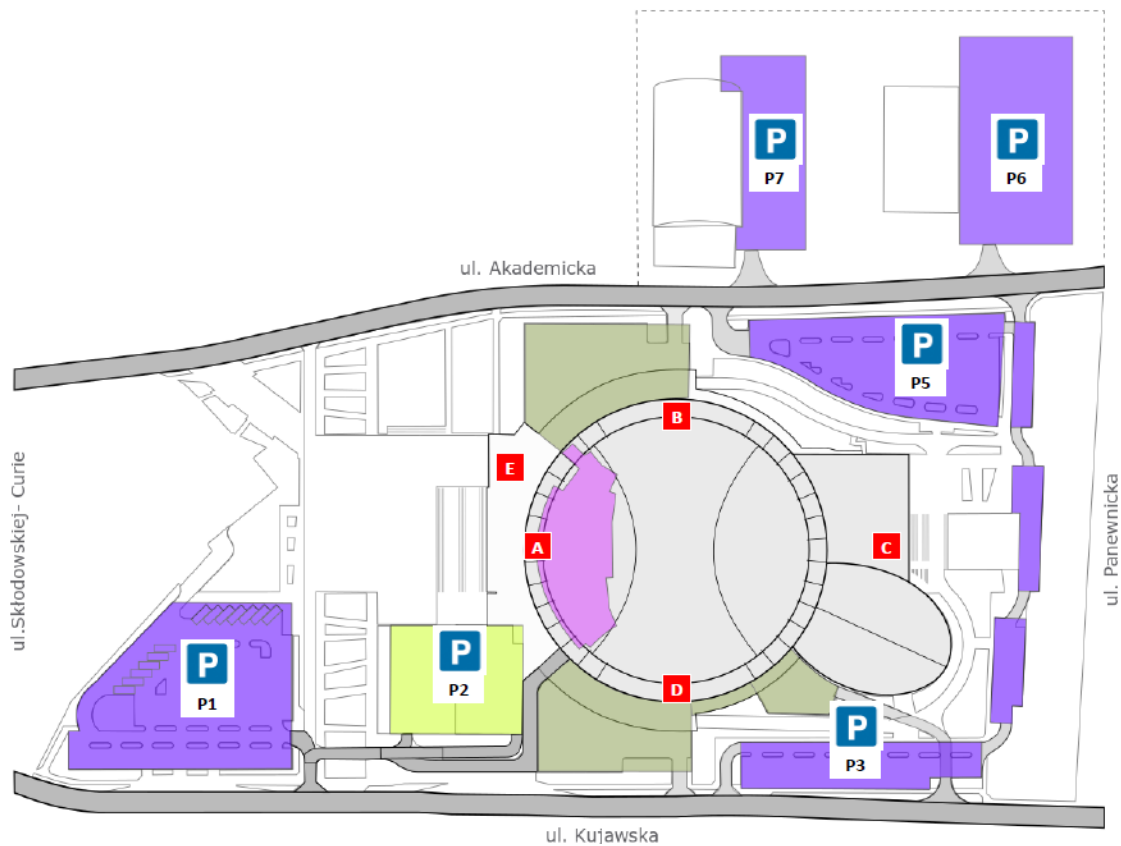 P
P7
P
P6
ul. Akademicka
P
P5
B
E
ul.Skłodowskiej- Curie
ul. Panewnicka
A
C
P
P1
P
P2
D
P
P3
ul. Kujawska